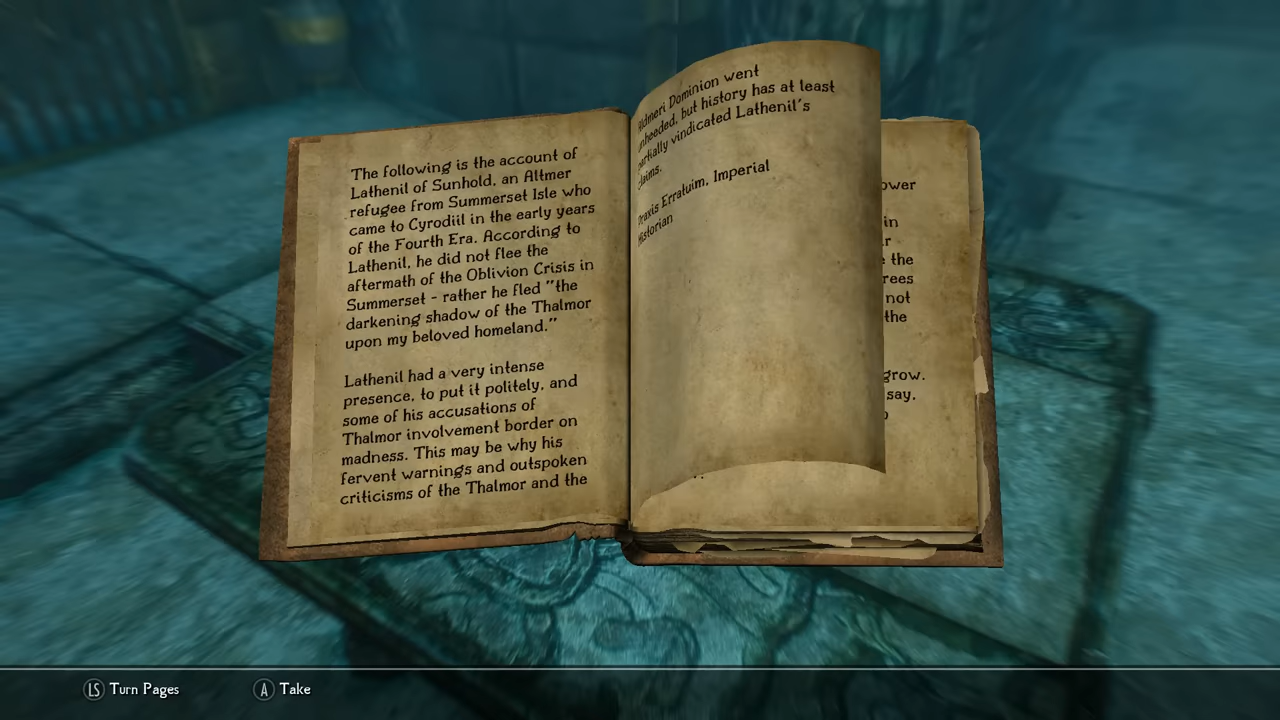 The following is the account of
Lathenil of Sunhold, an Altmer
refugee from Summerset Isle who
came to Cyrodiil in the early years
of the Fourth Era. According to
Lathenil, he did not flee the
aftermath of the Oblivion Crisis in
Summerset - rather he fled "the
darkening shadow of the Thalmor
upon my beloved homeland."
Lathenil had a very intense
presence, to put it politely, and
some of his accusations of
Thalmor involvement border on
madness. This may be why his
fervent warnings and outspoken
criticisms of the Thalmor and the
Aldmeri Dominion went
unheeded, but history has at least
partially vindicated Lathenil's
claims.
Praxis Erratuim, Imperial
Historian
in
the
not
the
grow.
say.
Turn Pages
A Take
LS